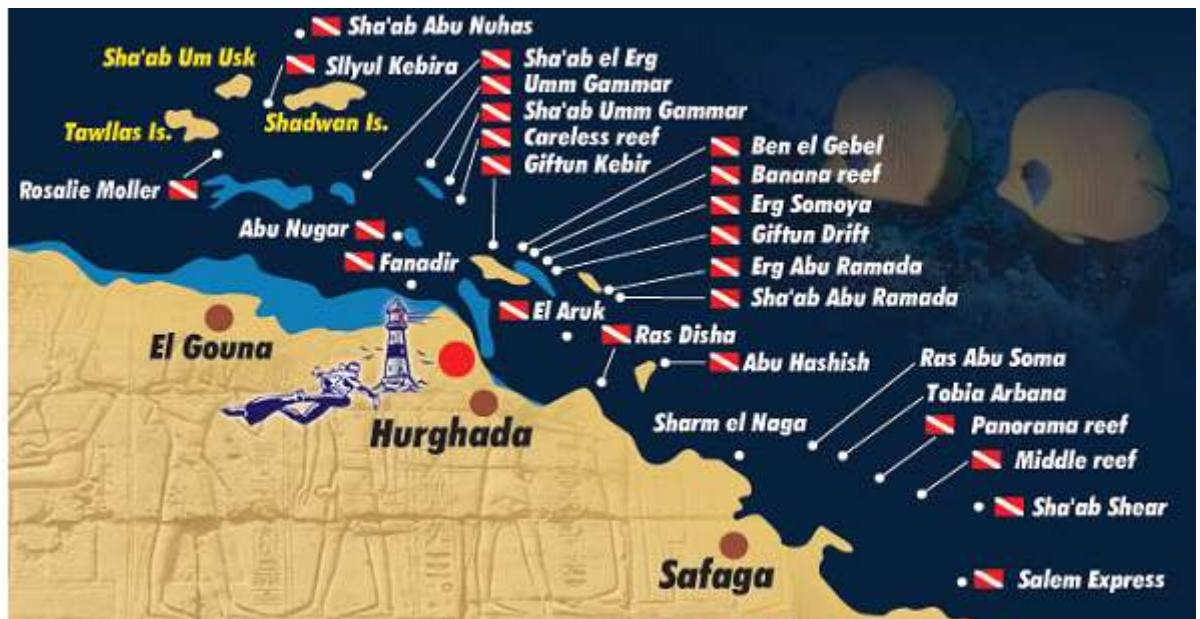 Sha'ab Abu Nuhas
Sha'ab Um Usk
Sllyul Kebira
Tawllas Is.
Shadwan Is.
Rosalie Moller
Sha'ab el Erg
Umm Gammar
Sha'ab Umm Gammar
Careless reef
Giftun Kebir
Abu Nugar
Fanadir
Ben el Gebel
Banana reef
Erg Somoya
Giftun Drift
Erg Abu Ramada
Sha'ab Abu Ramada
El Aruk
Ras Disha
Abu Hashish
El Gouna
Hurghada
Ras Abu Soma
Tobia Arbana
Sharm el Naga
Panorama reef
Middle reef
Sha'ab Shear
Safaga
Salem Express